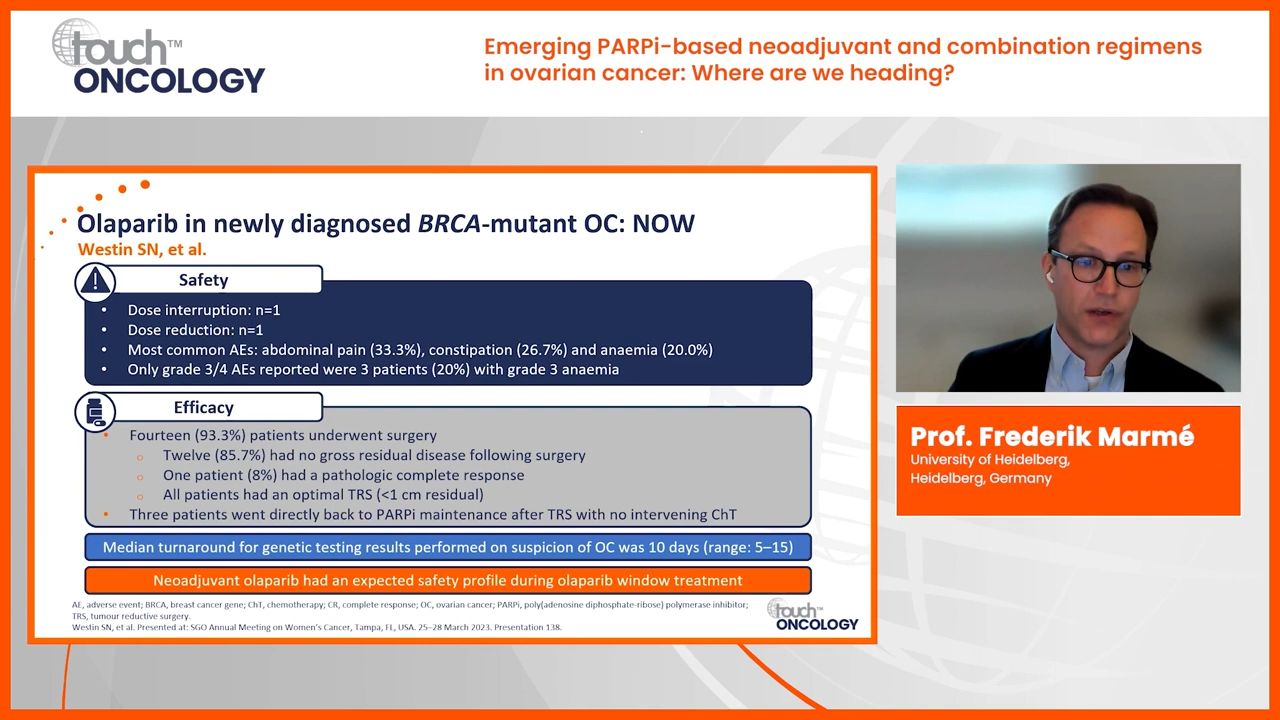 touch™
ONCOLOGY
Emerging PARPi-based neoadjuvant and combination regimens
in ovarian cancer: Where are we heading?
Olaparib in newly diagnosed BRCA-mutant OC: NOW
Westin SN, et al.
Safety
• Dose interruption: n=1
• Dose reduction: n=1
• Most common AEs: abdominal pain (33.3%), constipation (26.7%) and anaemia (20.0%)
• Only grade 3/4 AEs reported were 3 patients (20%) with grade 3 anaemia
Efficacy
• Fourteen (93.3%) patients underwent surgery
o Twelve (85.7%) had no gross residual disease following surgery
o One patient (8%) had a pathologic complete response
o All patients had an optimal TRS (<1 cm residual)
• Three patients went directly back to PARPi maintenance after TRS with no intervening ChT
Median turnaround for genetic testing results performed on suspicion of OC was 10 days (range: 5–15)
Neoadjuvant olaparib had an expected safety profile during olaparib window treatment
AE, adverse event; BRCA, breast cancer gene; ChT, chemotherapy; CR, complete response; OC, ovarian cancer; PARPi, poly(adenosine diphosphate-ribose) polymerase inhibitor;
TRS, tumour reductive surgery.
Westin SN, et al. Presented at: SGO Annual Meeting on Women's Cancer, Tampa, FL, USA. 25–28 March 2023. Presentation 138.
touch™
ONCOLOGY
Prof. Frederik Marmé
University of Heidelberg,
Heidelberg, Germany